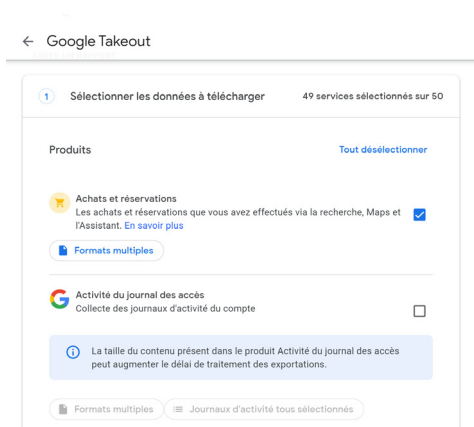 Google Takeout
1 Sélectionner les données à télécharger 49 services sélectionnés sur 50
Produits Tout désélectionner
Achats et réservations
Les achats et réservations que vous avez effectués via la recherche, Maps et
l'Assistant. En savoir plus
Formats multiples
Activité du journal des accès
Collecte des journaux d'activité du compte
La taille du contenu présent dans le produit Activité du journal des accès
peut augmenter le délai de traitement des exportations.
Formats multiples Journaux d'activité tous sélectionnés